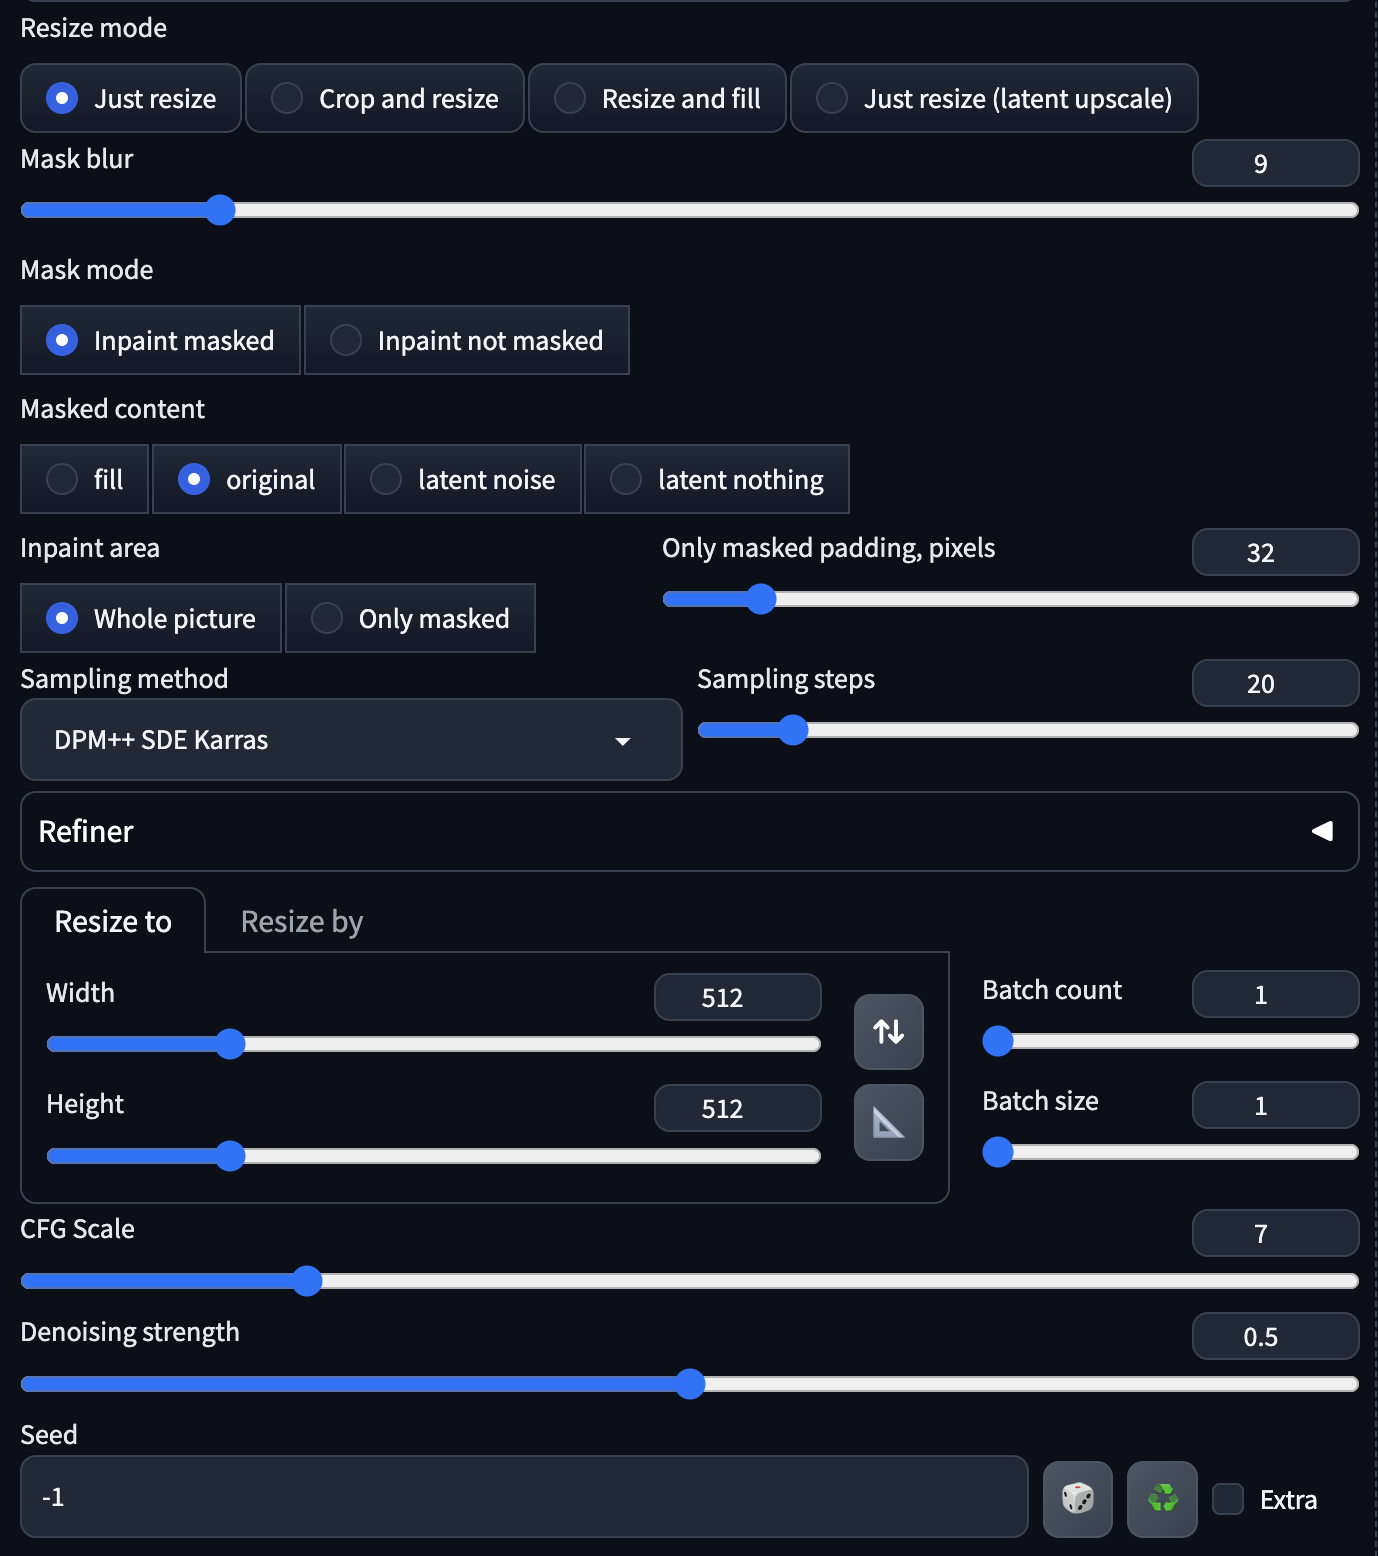 Resize mode
Just resize Crop and resize Resize and fill Just resize (latent upscale)
Mask blur 9
Mask mode
Inpaint masked Inpaint not masked
Masked content
fill original latent noise latent nothing
Inpaint area Only masked padding, pixels 32
Whole picture Only masked
Sampling method Sampling steps 20
DPM++ SDE Karras
Refiner
Resize to Resize by
Width 512 Batch count 1
Height 512 Batch size 1
CFG Scale 7
Denoising strength 0.5
Seed
-1 Extra